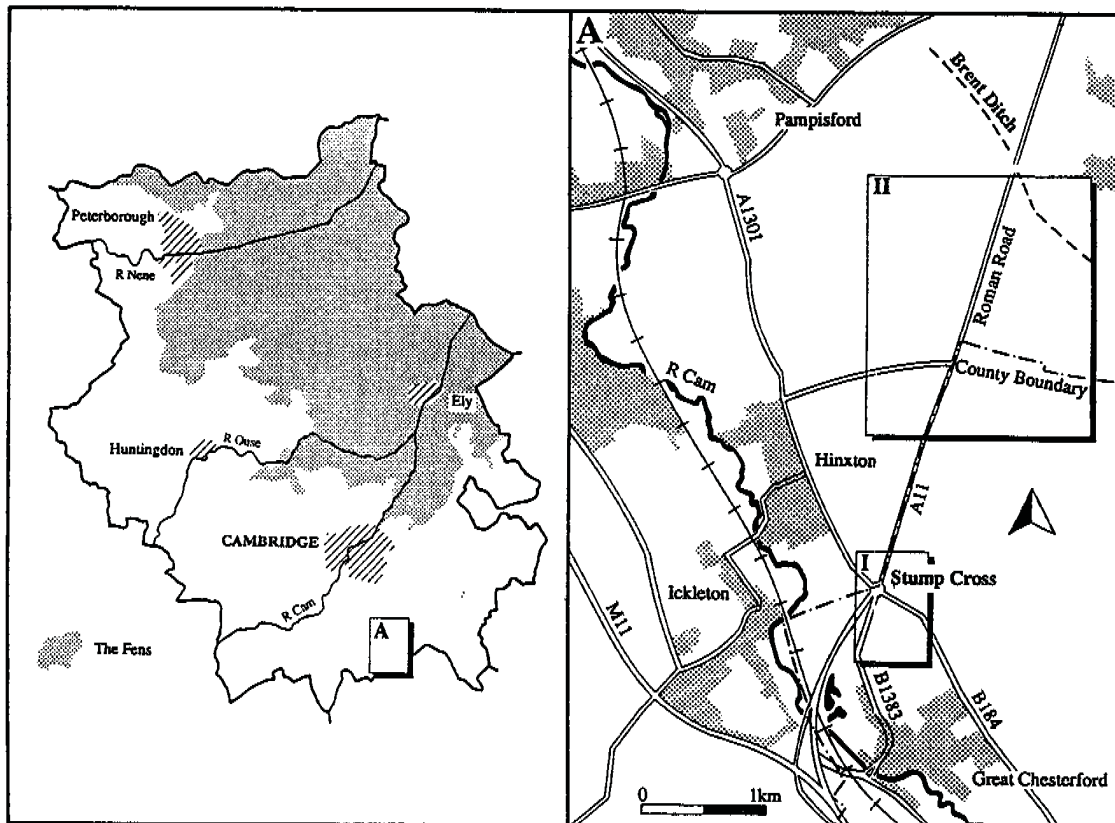 Peterborough
R Nene
Ely
Huntingdon
R Ouse
CAMBRIDGE
R Cam
A
The Fens
A
Brent Ditch
Pampisford
II
A1301
Roman Road
R Cam
County Boundary
Hinxton
A11
I
Stump Cross
Ickleton
M11
B1383
B184
Great Chesterford
0 1km